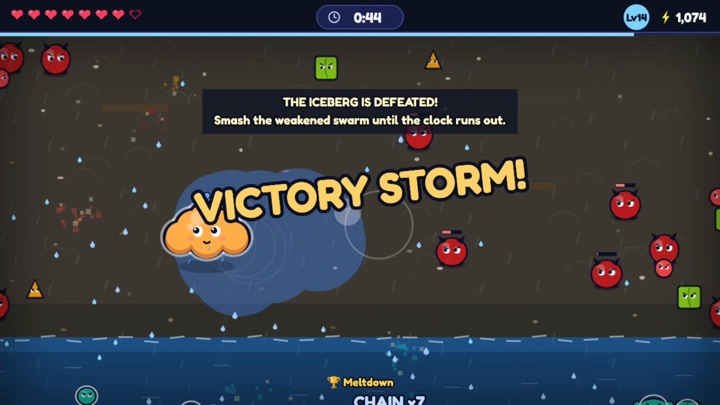 0:44
Lv14
1,074
THE ICEBERG IS DEFEATED!
Smash the weakened swarm until the clock runs out.
VICTORY STORM!
Meltdown
CHAIN x7